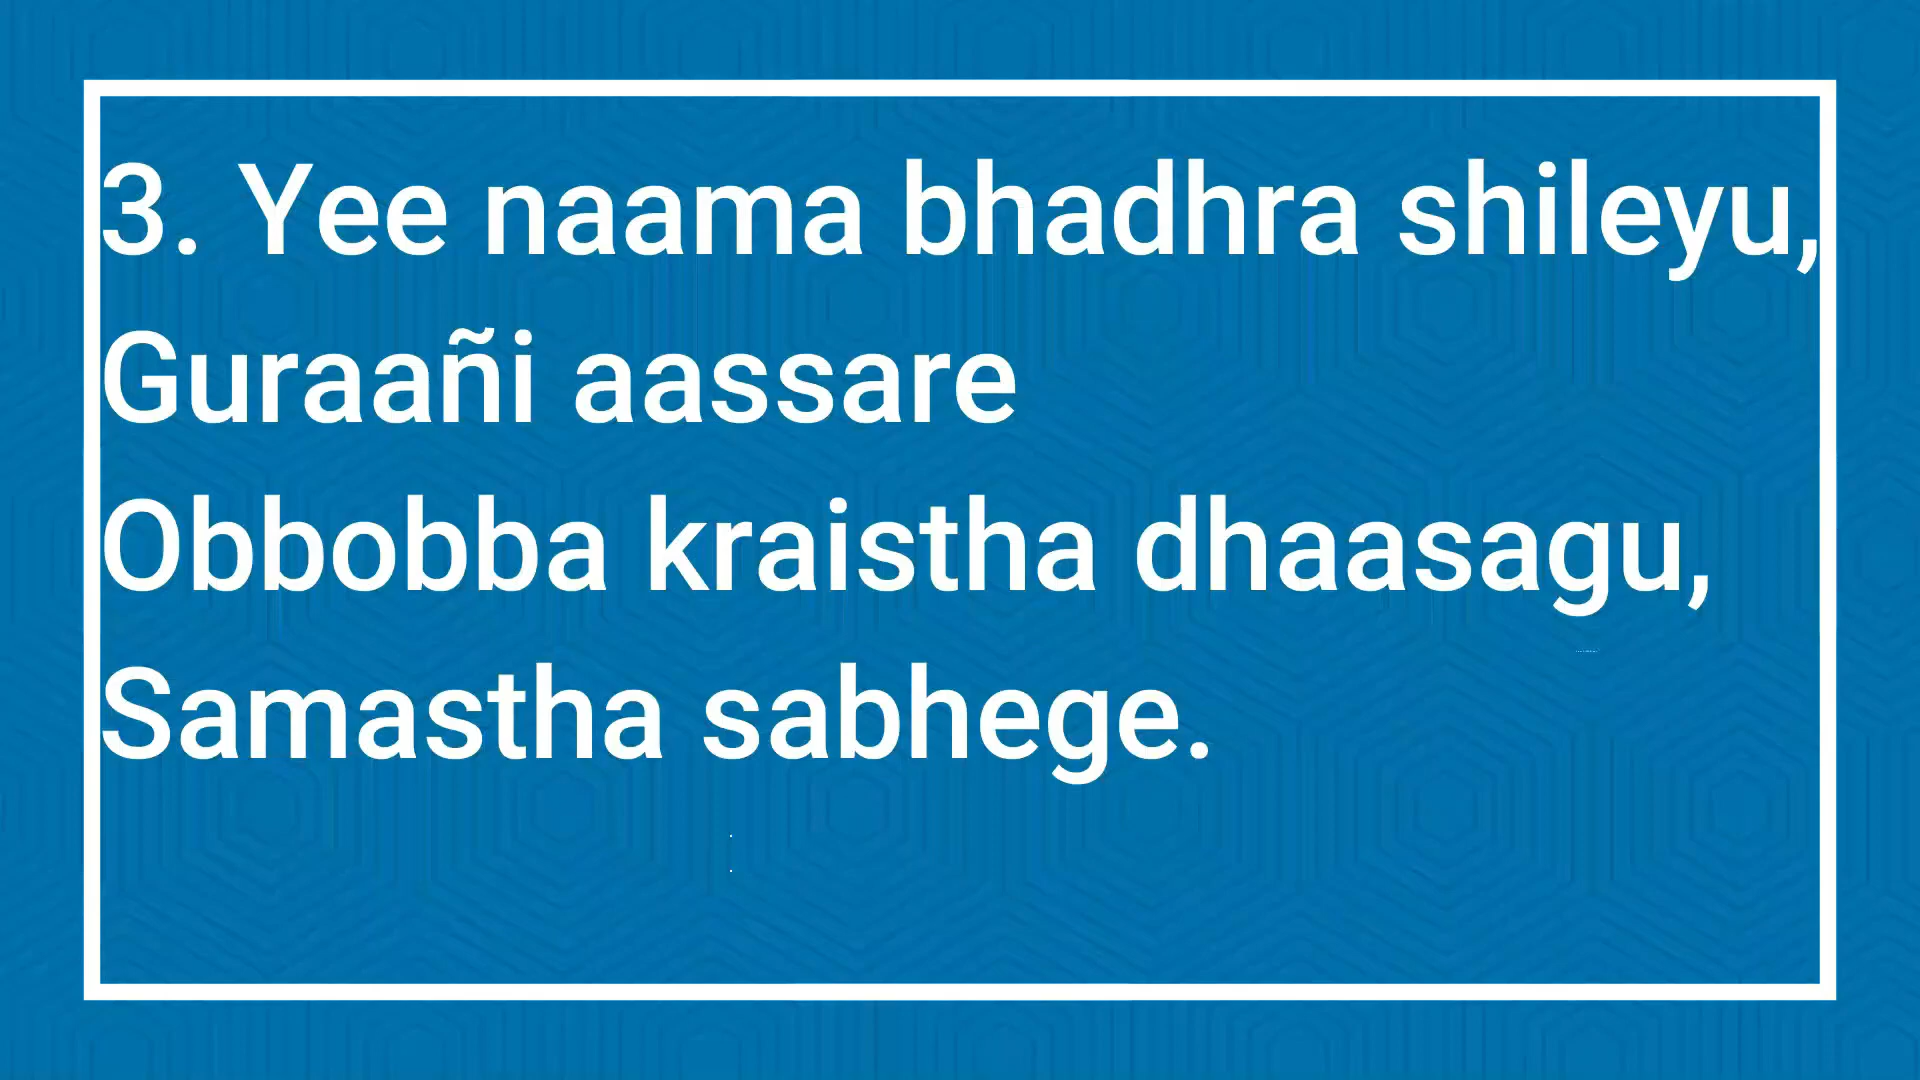 3. Yee naama bhadhra shileyu,
Guraañi aassare
Obbobba kraistha dhaasagu,
Samastha sabhege.